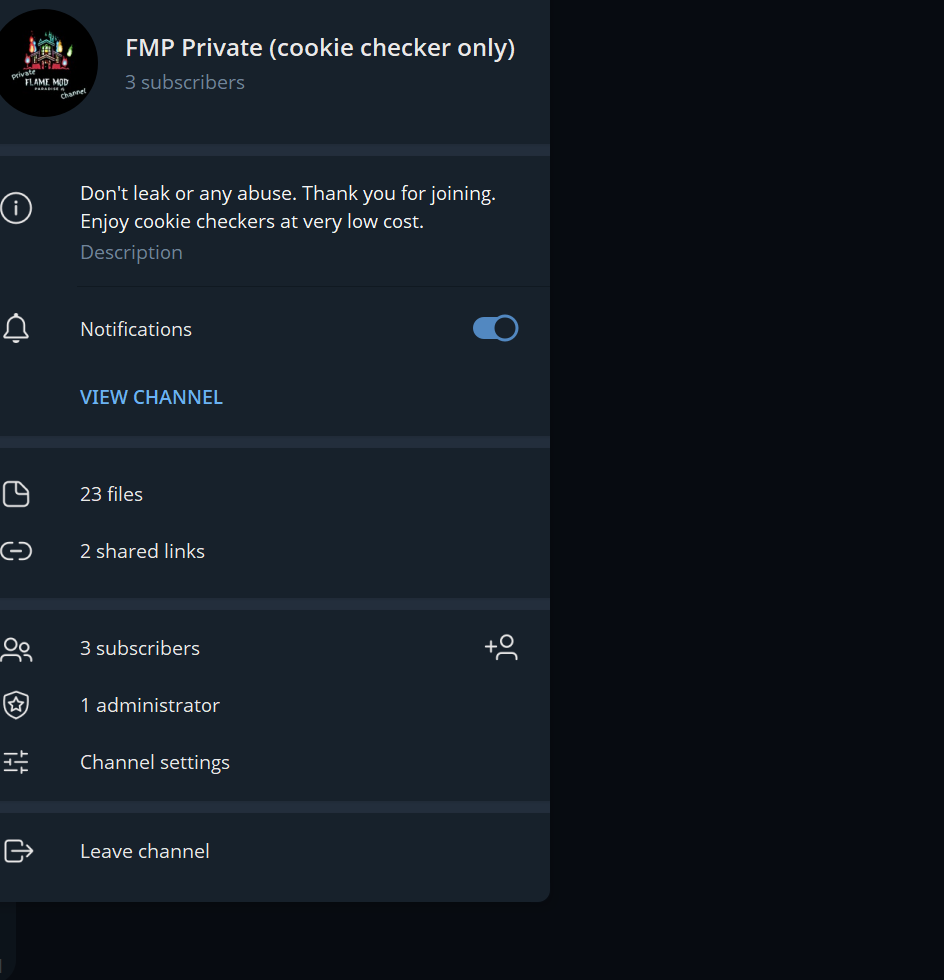 Private
FLAME MOD
PARADISE
Channel
FMP Private (cookie checker only)
3 subscribers
Don't leak or any abuse. Thank you for joining.
Enjoy cookie checkers at very low cost.
Description
Notifications
VIEW CHANNEL
23 files
2 shared links
3 subscribers
1 administrator
Channel settings
Leave channel